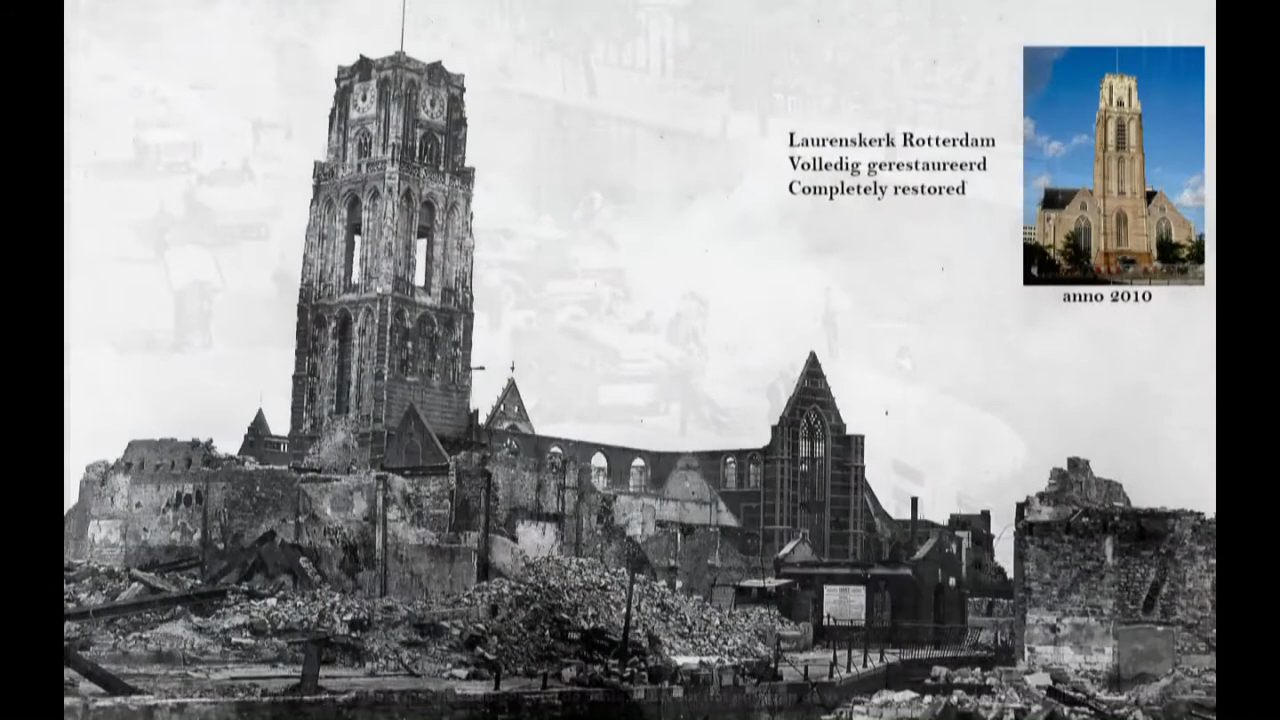 Laurenskerk Rotterdam
Volledig gerestaureerd
Completely restored
anno 2010